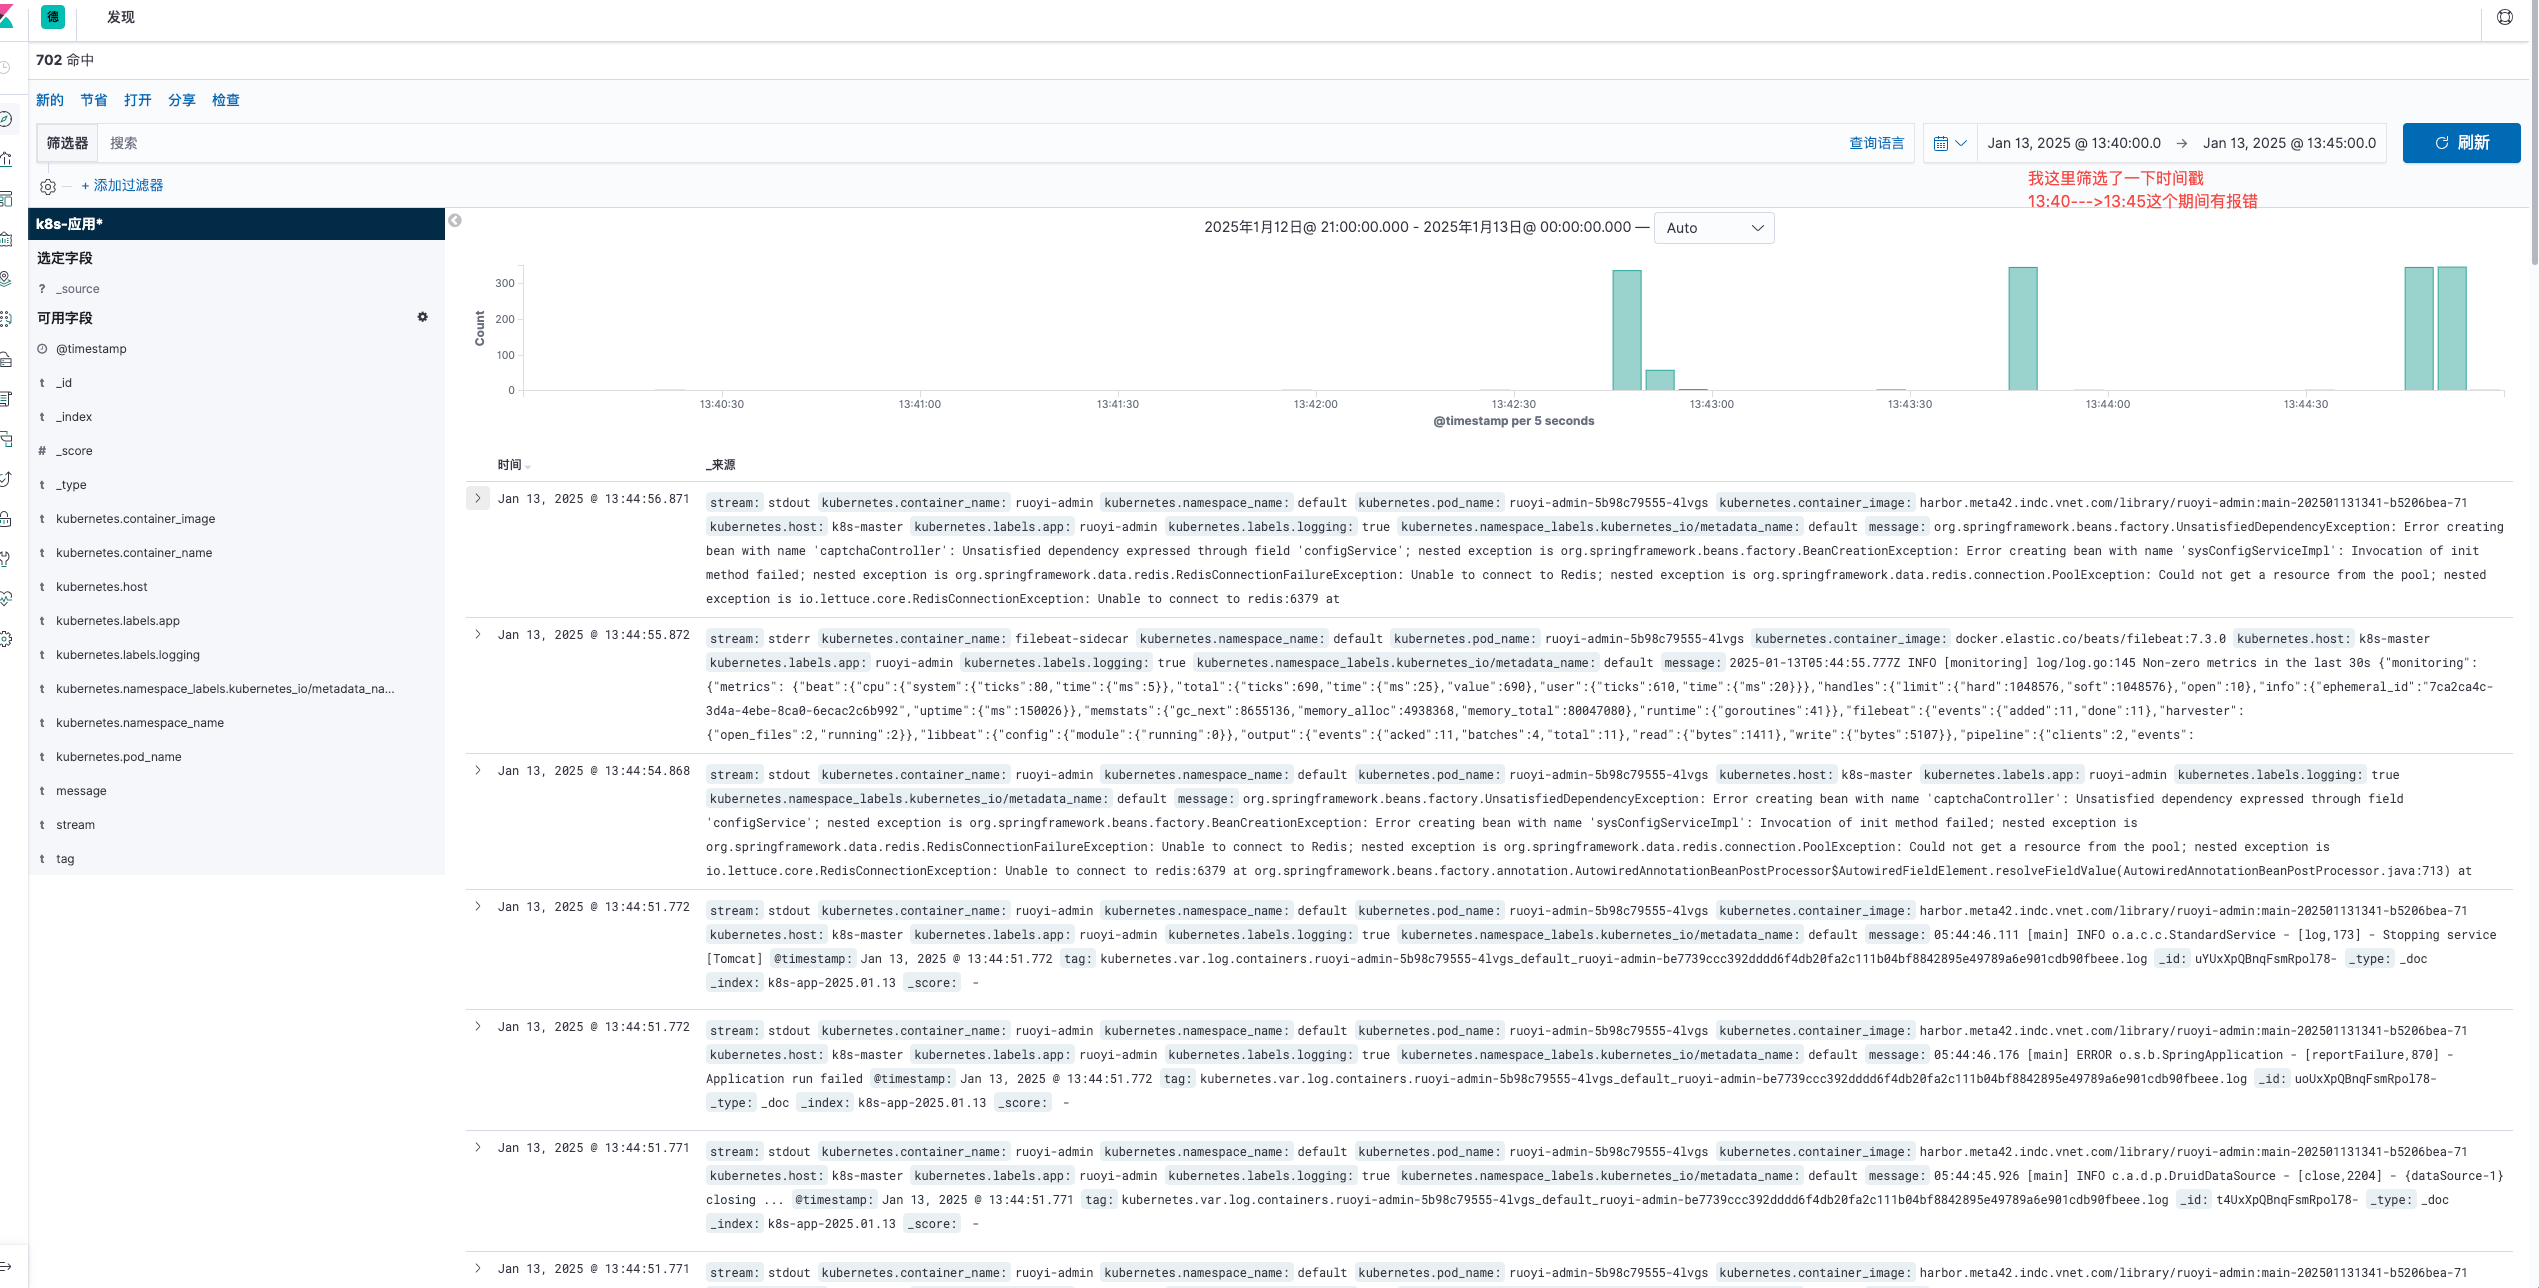 德 发现
702 命中
新的 节省 打开 分享 检查
筛选器 搜索 查询语言 Jan 13, 2025 @ 13:40:00.0 → Jan 13, 2025 @ 13:45:00.0 刷新
+ 添加过滤器
我这里筛选了一下时间戳
13:40--->13:45这个期间有报错
k8s-应用*
选定字段
? _source
可用字段
@timestamp
t _id
t _index
# _score
t _type
t kubernetes.container_image
t kubernetes.container_name
t kubernetes.host
t kubernetes.labels.app
t kubernetes.labels.logging
t kubernetes.namespace_labels.kubernetes_io/metadata_na...
t kubernetes.namespace_name
t kubernetes.pod_name
t message
t stream
t tag
2025年1月12日@ 21:00:00.000 - 2025年1月13日@ 00:00:00.000 — Auto
Count
300
200
100
0
13:40:30 13:41:00 13:41:30 13:42:00 13:42:30 13:43:00 13:43:30 13:44:00 13:44:30
@timestamp per 5 seconds
时间 _来源
Jan 13, 2025 @ 13:44:56.871 stream: stdout kubernetes.container_name: ruoyi-admin kubernetes.namespace_name: default kubernetes.pod_name: ruoyi-admin-5b98c79555-4lvgs kubernetes.container_image: harbor.meta42.indc.vnet.com/library/ruoyi-admin:main-202501131341-b5206bea-71
kubernetes.host: k8s-master kubernetes.labels.app: ruoyi-admin kubernetes.labels.logging: true kubernetes.namespace_labels.kubernetes_io/metadata_name: default message: org.springframework.beans.factory.UnsatisfiedDependencyException: Error creating
bean with name 'captchaController': Unsatisfied dependency expressed through field 'configService'; nested exception is org.springframework.beans.factory.BeanCreationException: Error creating bean with name 'sysConfigServiceImpl': Invocation of init
method failed; nested exception is org.springframework.data.redis.RedisConnectionFailureException: Unable to connect to Redis; nested exception is org.springframework.data.redis.connection.PoolException: Could not get a resource from the pool; nested
exception is io.lettuce.core.RedisConnectionException: Unable to connect to redis:6379 at
Jan 13, 2025 @ 13:44:55.872 stream: stderr kubernetes.container_name: filebeat-sidecar kubernetes.namespace_name: default kubernetes.pod_name: ruoyi-admin-5b98c79555-4lvgs kubernetes.container_image: docker.elastic.co/beats/filebeat:7.3.0 kubernetes.host: k8s-master
kubernetes.labels.app: ruoyi-admin kubernetes.labels.logging: true kubernetes.namespace_labels.kubernetes_io/metadata_name: default message: 2025-01-13T05:44:55.777Z INFO [monitoring] log/log.go:145 Non-zero metrics in the last 30s {"monitoring":
{"metrics": {"beat":{"cpu":{"system":{"ticks":80,"time":{"ms":5}},"total":{"ticks":690,"time":{"ms":25},"value":690},"user":{"ticks":610,"time":{"ms":20}}},"handles":{"limit":{"hard":1048576,"soft":1048576},"open":10},"info":{"ephemeral_id":"7ca2ca4c-
3d4a-4ebe-8ca0-6ecac2c6b992","uptime":{"ms":150026}},"memstats":{"gc_next":8655136,"memory_alloc":4938368,"memory_total":80047080},"runtime":{"goroutines":41}},"filebeat":{"events":{"added":11,"done":11},"harvester":
{"open_files":2,"running":2}},"libbeat":{"config":{"module":{"running":0}},"output":{"events":{"acked":11,"batches":4,"total":11},"read":{"bytes":1411},"write":{"bytes":5107}},"pipeline":{"clients":2,"events":
Jan 13, 2025 @ 13:44:54.868 stream: stdout kubernetes.container_name: ruoyi-admin kubernetes.namespace_name: default kubernetes.pod_name: ruoyi-admin-5b98c79555-4lvgs kubernetes.host: k8s-master kubernetes.labels.app: ruoyi-admin kubernetes.labels.logging: true
kubernetes.namespace_labels.kubernetes_io/metadata_name: default message: org.springframework.beans.factory.UnsatisfiedDependencyException: Error creating bean with name 'captchaController': Unsatisfied dependency expressed through field
'configService'; nested exception is org.springframework.beans.factory.BeanCreationException: Error creating bean with name 'sysConfigServiceImpl': Invocation of init method failed; nested exception is
org.springframework.data.redis.RedisConnectionFailureException: Unable to connect to Redis; nested exception is org.springframework.data.redis.connection.PoolException: Could not get a resource from the pool; nested exception is
io.lettuce.core.RedisConnectionException: Unable to connect to redis:6379 at org.springframework.beans.factory.annotation.AutowiredAnnotationBeanPostProcessor$AutowiredFieldElement.resolveFieldValue(AutowiredAnnotationBeanPostProcessor.java:713) at
Jan 13, 2025 @ 13:44:51.772 stream: stdout kubernetes.container_name: ruoyi-admin kubernetes.namespace_name: default kubernetes.pod_name: ruoyi-admin-5b98c79555-4lvgs kubernetes.container_image: harbor.meta42.indc.vnet.com/library/ruoyi-admin:main-202501131341-b5206bea-71
kubernetes.host: k8s-master kubernetes.labels.app: ruoyi-admin kubernetes.labels.logging: true kubernetes.namespace_labels.kubernetes_io/metadata_name: default message: 05:44:46.111 [main] INFO o.a.c.c.StandardService - [log,173] - Stopping service
[Tomcat] @timestamp: Jan 13, 2025 @ 13:44:51.772 tag: kubernetes.var.log.containers.ruoyi-admin-5b98c79555-4lvgs_default_ruoyi-admin-be7739ccc392dddd6f4db20fa2c111b04bf8842895e49789a6e901cdb90fbeee.log _id: uYUxXpQBnqFsmRpol78- _type: _doc
_index: k8s-app-2025.01.13 _score: -
Jan 13, 2025 @ 13:44:51.772 stream: stdout kubernetes.container_name: ruoyi-admin kubernetes.namespace_name: default kubernetes.pod_name: ruoyi-admin-5b98c79555-4lvgs kubernetes.container_image: harbor.meta42.indc.vnet.com/library/ruoyi-admin:main-202501131341-b5206bea-71
kubernetes.host: k8s-master kubernetes.labels.app: ruoyi-admin kubernetes.labels.logging: true kubernetes.namespace_labels.kubernetes_io/metadata_name: default message: 05:44:46.176 [main] ERROR o.s.b.SpringApplication - [reportFailure,870] -
Application run failed @timestamp: Jan 13, 2025 @ 13:44:51.772 tag: kubernetes.var.log.containers.ruoyi-admin-5b98c79555-4lvgs_default_ruoyi-admin-be7739ccc392dddd6f4db20fa2c111b04bf8842895e49789a6e901cdb90fbeee.log _id: uoUxXpQBnqFsmRpol78-
_type: _doc _index: k8s-app-2025.01.13 _score: -
Jan 13, 2025 @ 13:44:51.771 stream: stdout kubernetes.container_name: ruoyi-admin kubernetes.namespace_name: default kubernetes.pod_name: ruoyi-admin-5b98c79555-4lvgs kubernetes.container_image: harbor.meta42.indc.vnet.com/library/ruoyi-admin:main-202501131341-b5206bea-71
kubernetes.host: k8s-master kubernetes.labels.app: ruoyi-admin kubernetes.labels.logging: true kubernetes.namespace_labels.kubernetes_io/metadata_name: default message: 05:44:45.926 [main] INFO c.a.d.p.DruidDataSource - [close,2204] - {dataSource-1}
closing ... @timestamp: Jan 13, 2025 @ 13:44:51.771 tag: kubernetes.var.log.containers.ruoyi-admin-5b98c79555-4lvgs_default_ruoyi-admin-be7739ccc392dddd6f4db20fa2c111b04bf8842895e49789a6e901cdb90fbeee.log _id: t4UxXpQBnqFsmRpol78- _type: _doc
_index: k8s-app-2025.01.13 _score: -
Jan 13, 2025 @ 13:44:51.771 stream: stdout kubernetes.container_name: ruoyi-admin kubernetes.namespace_name: default kubernetes.pod_name: ruoyi-admin-5b98c79555-4lvgs kubernetes.container_image: harbor.meta42.indc.vnet.com/library/ruoyi-admin:main-202501131341-b5206bea-71